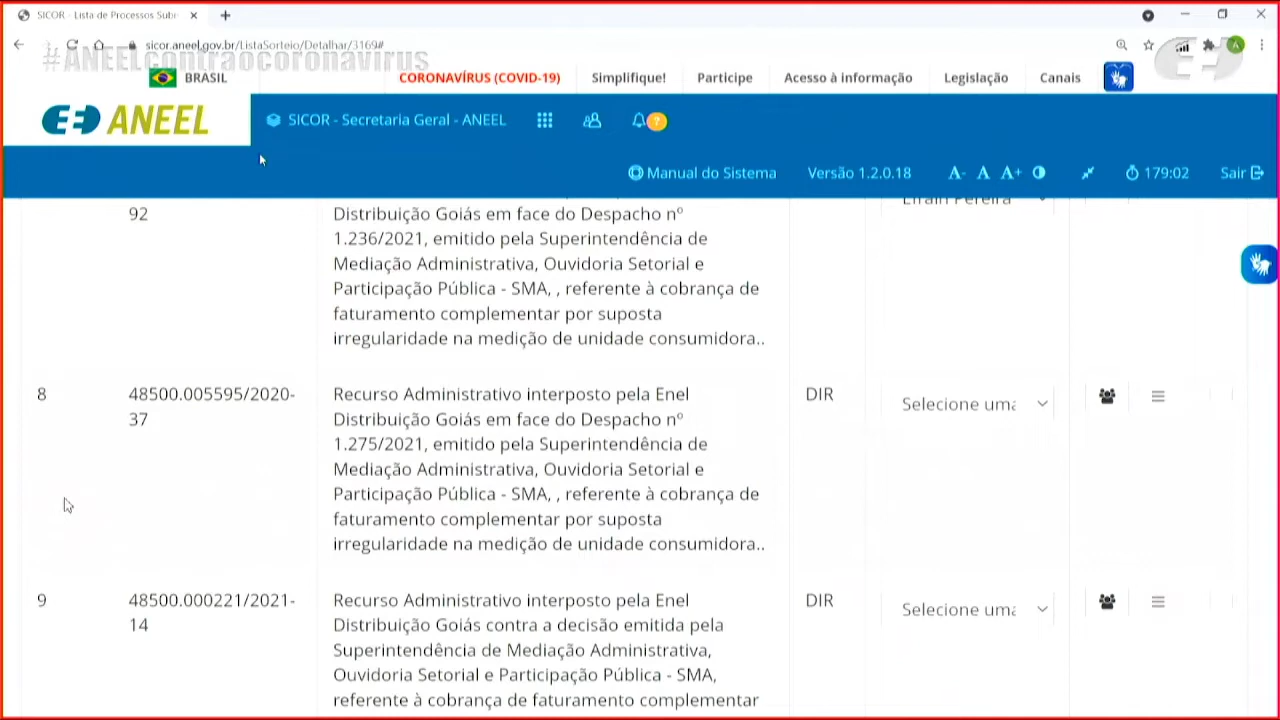 SICOR - Lista de Processos Sub
sicor.aneel.gov.br/ListaSorteio/Detalhar/3169#
A
#ANEELcontraocoronavirus
BRASIL
CORONAVÍRUS (COVID-19)
Simplifique!
Participe
Acesso à informação
Legislação
Canais
ANEEL
SICOR - Secretaria Geral - ANEEL
?
Manual do Sistema
Versão 1.2.0.18
A- A A+
179:02
Sair
92
Distribuição Goiás em face do Despacho nº
1.236/2021, emitido pela Superintendência de
Mediação Administrativa, Ouvidoria Setorial e
Participação Pública - SMA, , referente à cobrança de
faturamento complementar por suposta
irregularidade na medição de unidade consumidora..
Efrain Pereira
8
48500.005595/2020-
37
Recurso Administrativo interposto pela Enel
Distribuição Goiás em face do Despacho nº
1.275/2021, emitido pela Superintendência de
Mediação Administrativa, Ouvidoria Setorial e
Participação Pública - SMA, , referente à cobrança de
faturamento complementar por suposta
irregularidade na medição de unidade consumidora..
DIR
Selecione uma
9
48500.000221/2021-
14
Recurso Administrativo interposto pela Enel
Distribuição Goiás contra a decisão emitida pela
Superintendência de Mediação Administrativa,
Ouvidoria Setorial e Participação Pública - SMA,
referente à cobrança de faturamento complementar
DIR
Selecione uma